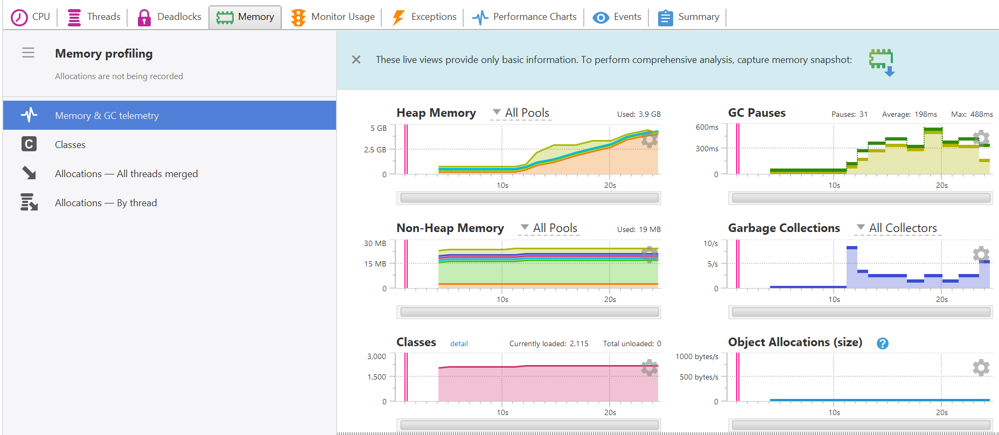 CPU Threads Deadlocks Memory Monitor Usage Exceptions Performance Charts Events Summary
Memory profiling
Allocations are not being recorded
Memory & GC telemetry
C Classes
Allocations — All threads merged
Allocations — By thread
These live views provide only basic information. To perform comprehensive analysis, capture memory snapshot:
Heap Memory All Pools Used: 3.9 GB
5 GB
2.5 GB
0
10s 20s
GC Pauses Pauses: 31 Average: 198ms Max: 488ms
600ms
300ms
0
10s 20s
Non-Heap Memory All Pools Used: 19 MB
30 MB
15 MB
0
10s 20s
Garbage Collections All Collectors
10/s
5/s
0
10s 20s
Classes detail Currently loaded: 2,115 Total unloaded: 0
3,000
1,500
0
10s 20s
Object Allocations (size) ?
1000 bytes/s
500 bytes/s
0
10s 20s